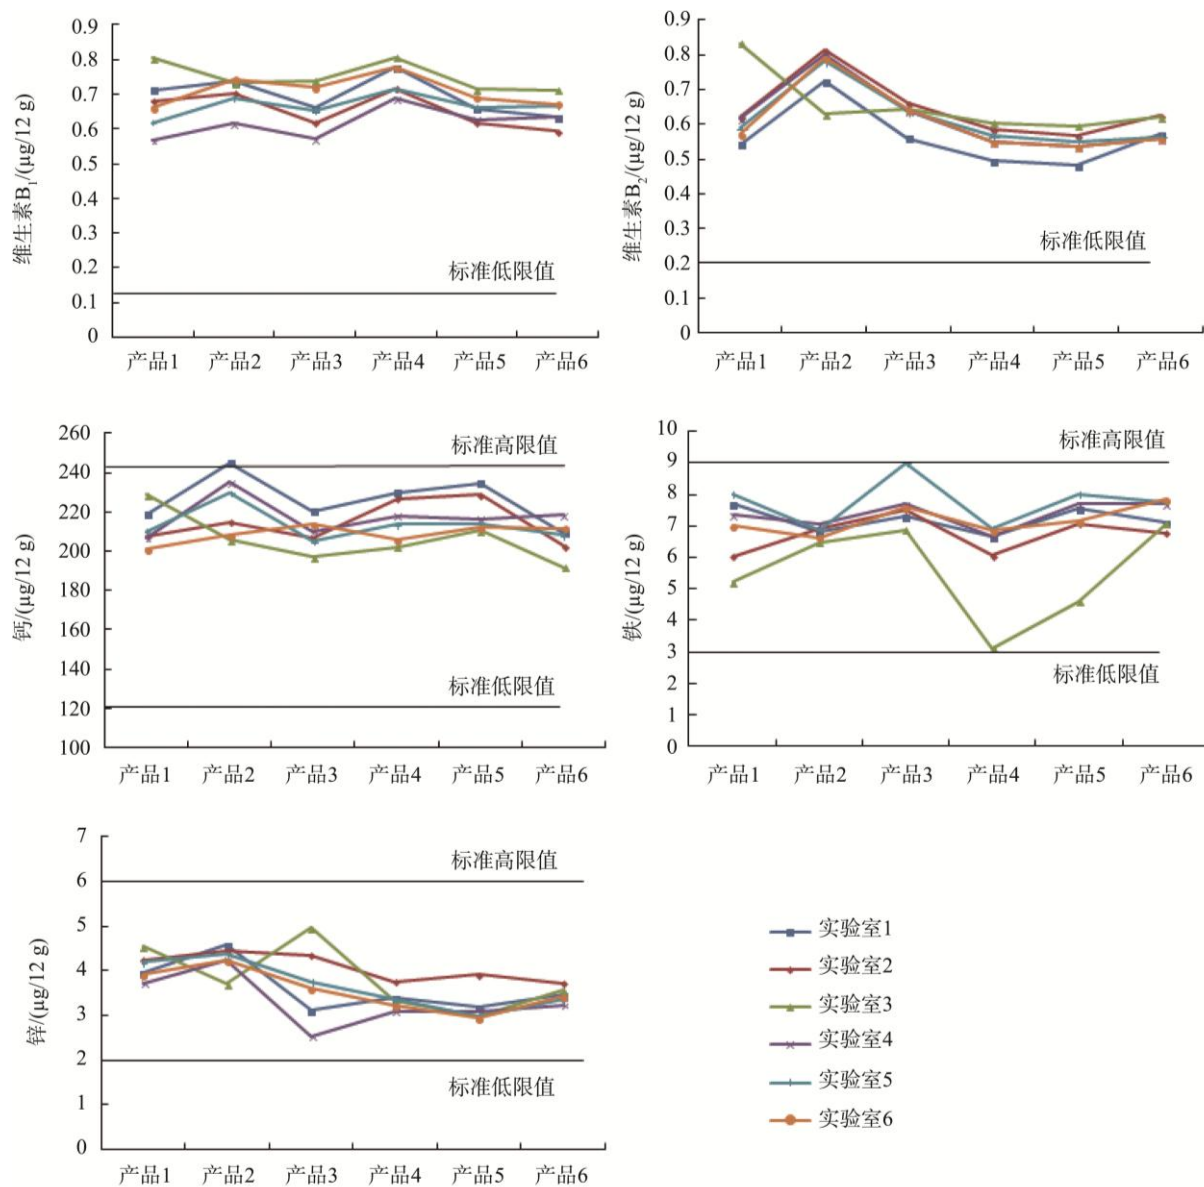 0.9
0.8
0.7
0.6
0.5
0.4
0.3
0.2
0.1
0
维生素B₁/(μg/12 g)
标准低限值
产品1 产品2 产品3 产品4 产品5 产品6
0.9
0.8
0.7
0.6
0.5
0.4
0.3
0.2
0.1
0
维生素B₂/(μg/12 g)
标准低限值
产品1 产品2 产品3 产品4 产品5 产品6
260
240
220
200
180
160
140
120
100
钙/(μg/12 g)
标准高限值
标准低限值
产品1 产品2 产品3 产品4 产品5 产品6
10
9
8
7
6
5
4
3
2
1
0
铁/(μg/12 g)
标准高限值
标准低限值
产品1 产品2 产品3 产品4 产品5 产品6
7
6
5
4
3
2
1
0
锌/(μg/12 g)
标准高限值
标准低限值
产品1 产品2 产品3 产品4 产品5 产品6
实验室1
实验室2
实验室3
实验室4
实验室5
实验室6